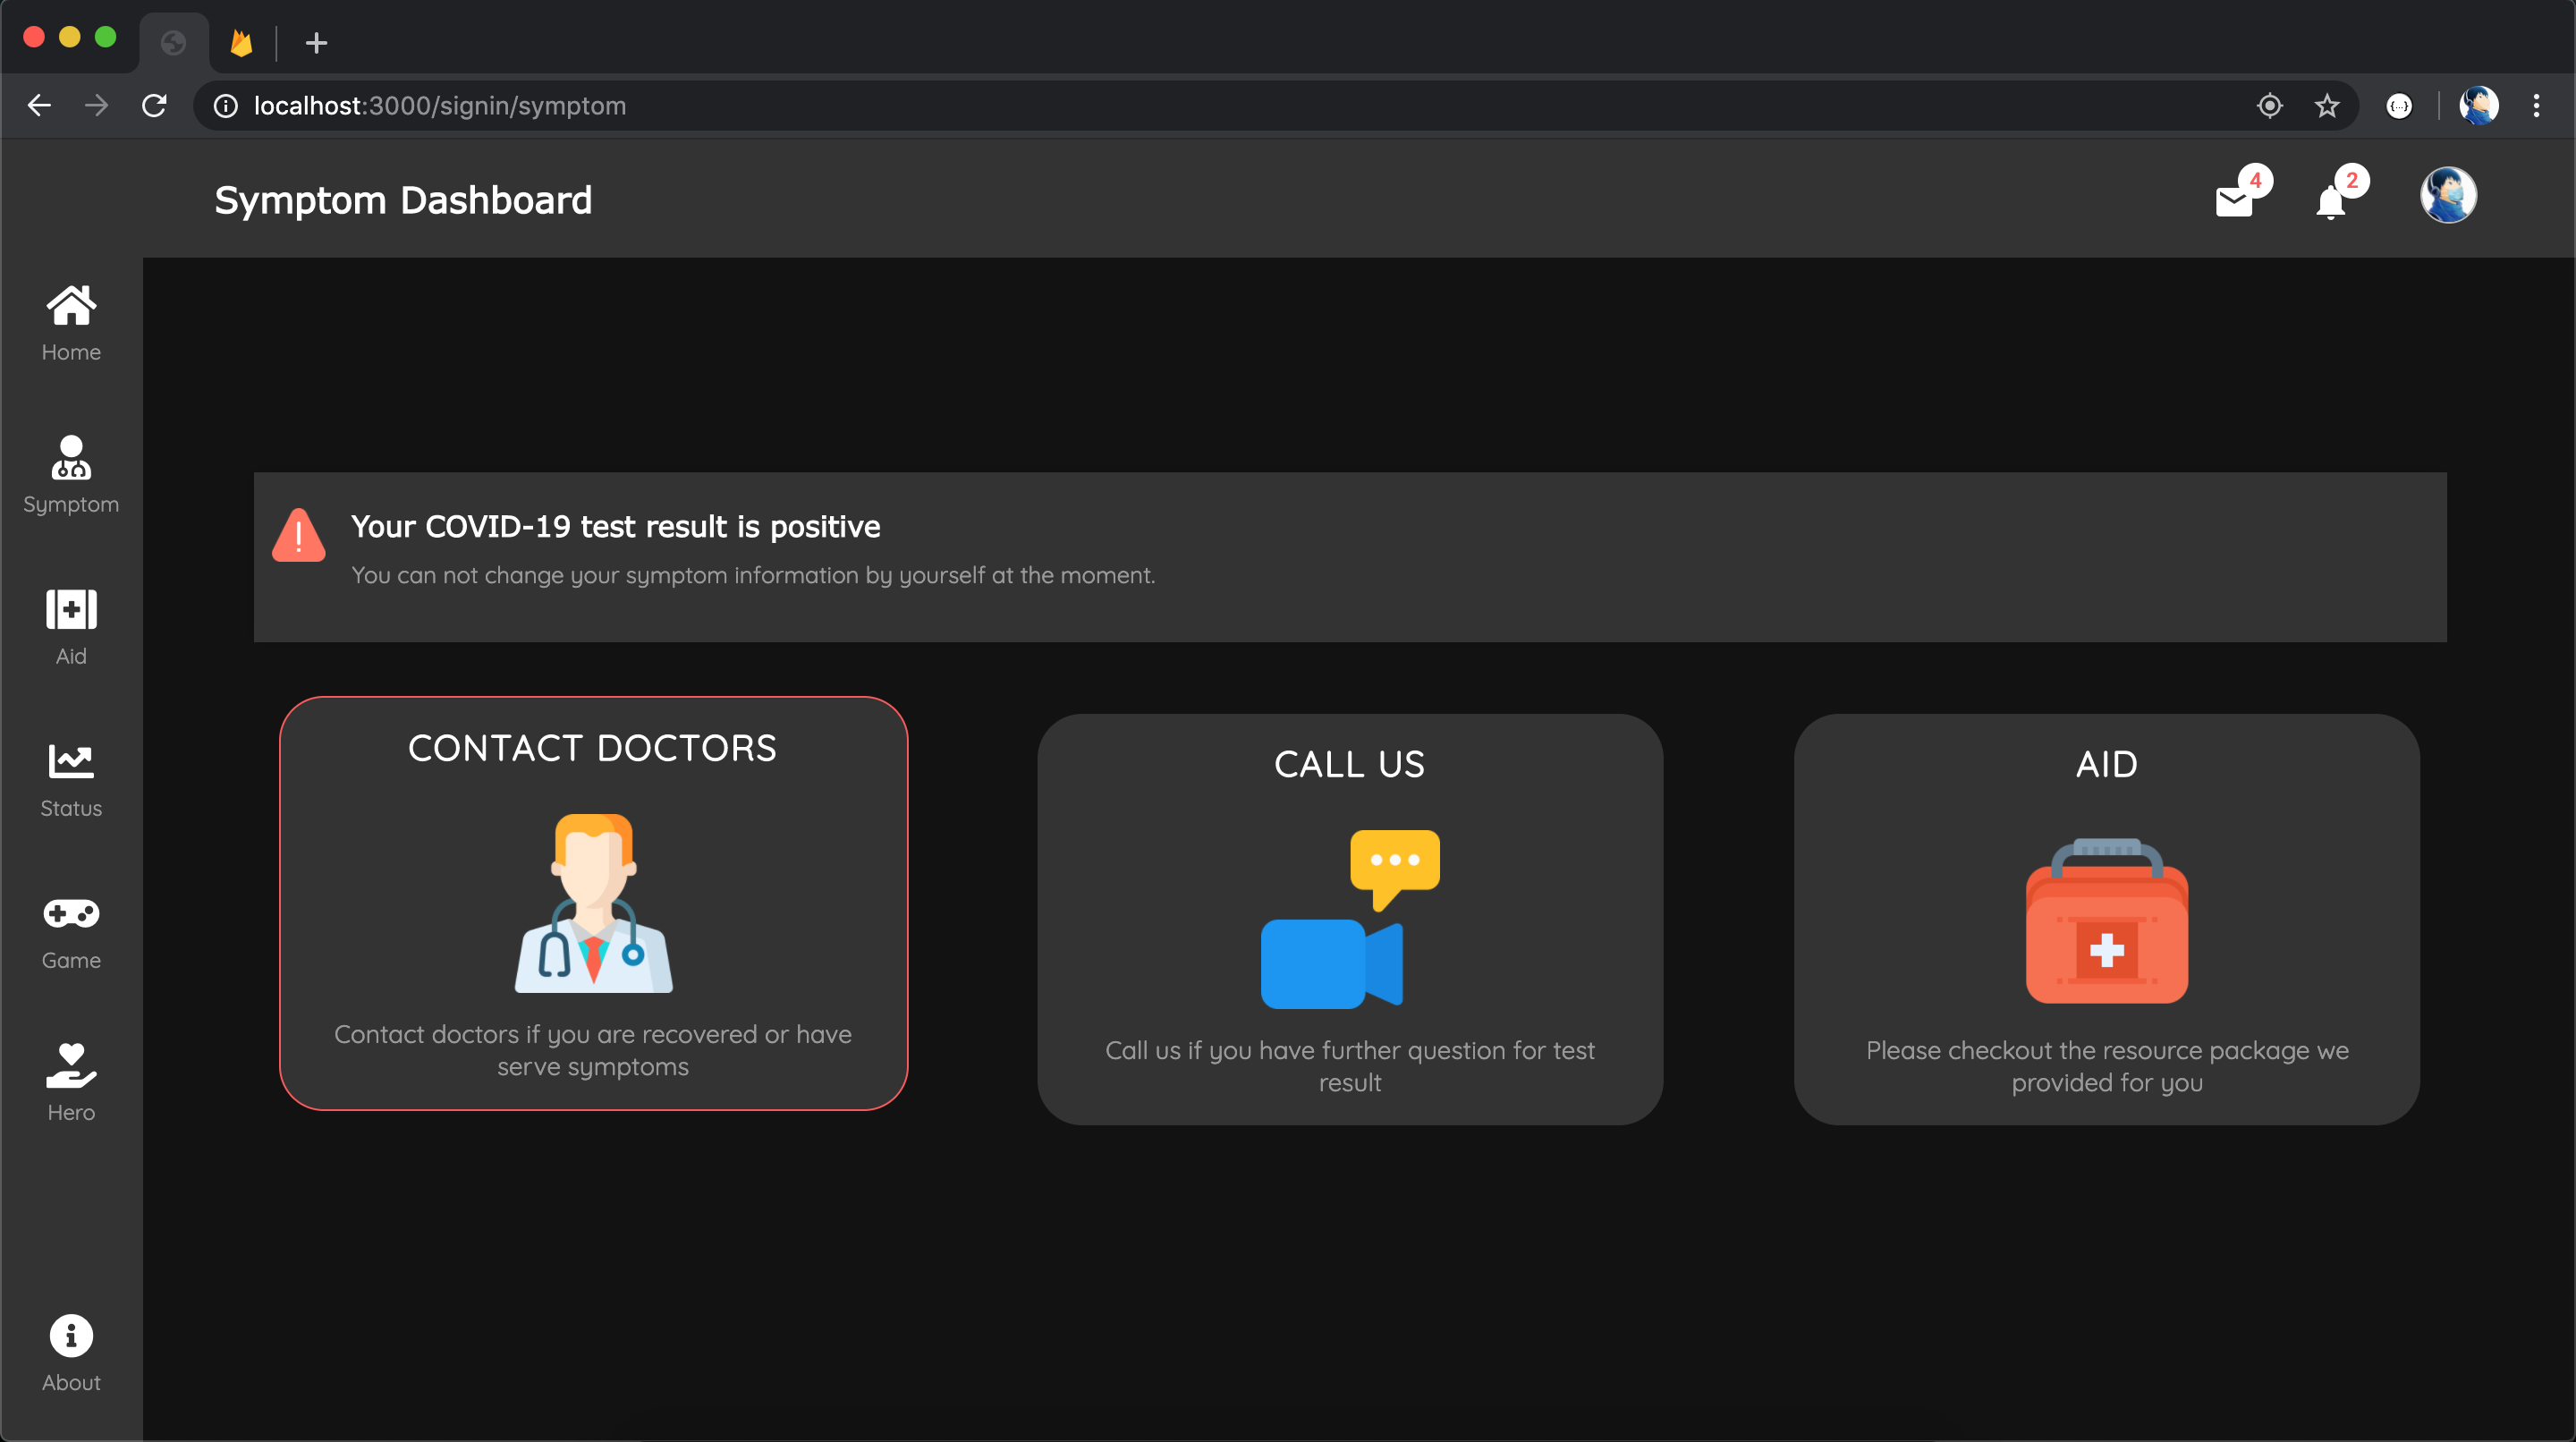 localhost:3000/signin/symptom
Symptom Dashboard
4
2
Home
Symptom
Aid
Status
Game
Hero
About
Your COVID-19 test result is positive
You can not change your symptom information by yourself at the moment.
CONTACT DOCTORS
Contact doctors if you are recovered or have
serve symptoms
CALL US
Call us if you have further question for test
result
AID
Please checkout the resource package we
provided for you